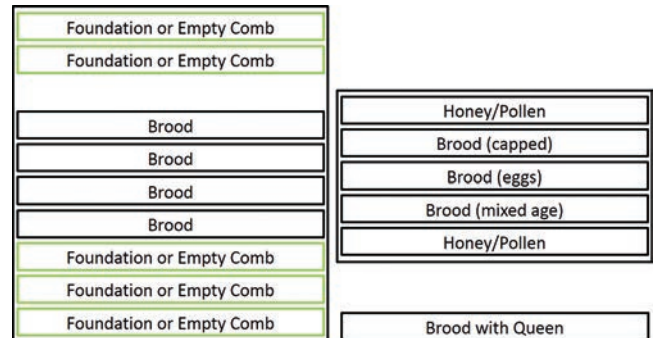 Foundation or Empty Comb
Foundation or Empty Comb
Brood
Brood
Brood
Brood
Foundation or Empty Comb
Foundation or Empty Comb
Foundation or Empty Comb
Honey/Pollen
Brood (capped)
Brood (eggs)
Brood (mixed age)
Honey/Pollen
Brood with Queen